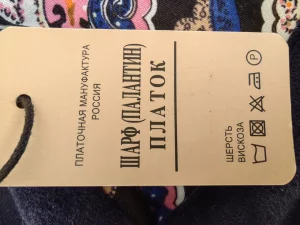 ПЛАТОЧНАЯ МАНУФАКТУРА
РОССИЯ
ШАРФ (ПАЛАНТИН)
ПЛАТОК
ШЕРСТЬ
ВИСКОЗА
P